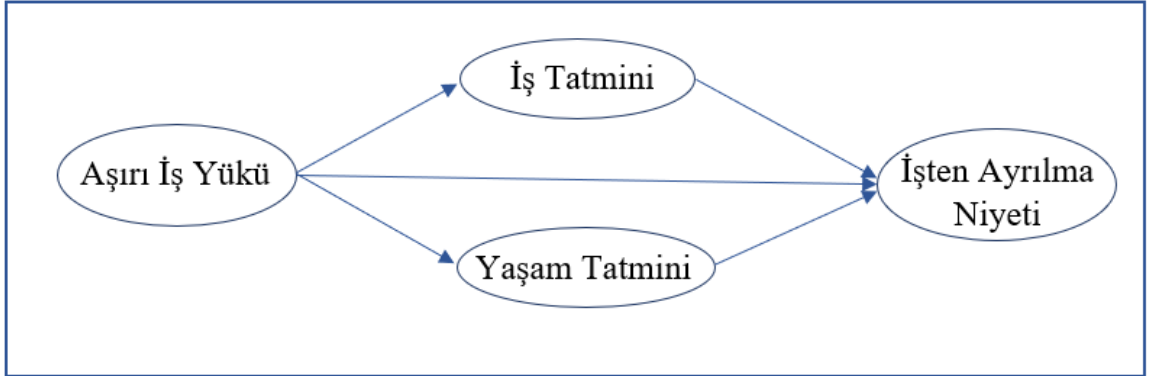 İş Tatmini
Aşırı İş Yükü
İşten Ayrılma
Niyeti
Yaşam Tatmini